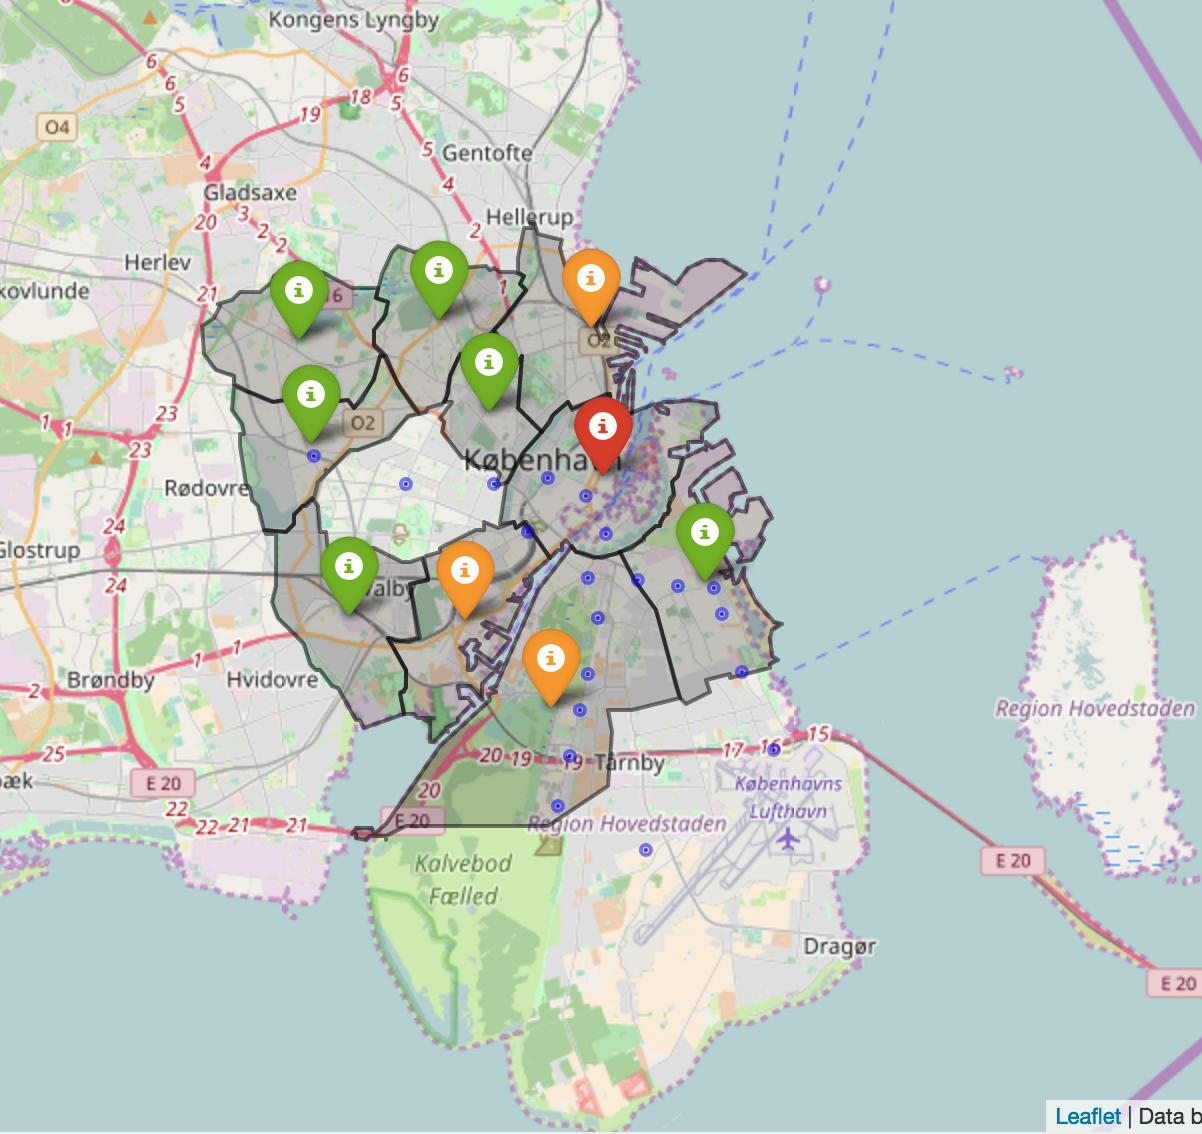 Kongens Lyngby
6
6
6
5
5
18
19
O4
5
Gentofte
4
4
Gladsaxe
3
20
2
2
2
Hellerup
Herlev
kovlunde
21
16
1
O2
23
1
1
O2
23
København
Rødovre
24
Glostrup
24
Valby
1
1
2
Brøndby
Hvidovre
Region Hovedstaden
15
16
17
25
20
19
19
Tårnby
æk
E 20
20
Københavns
Lufthavn
22
22
21
21
E 20
Region Hovedstaden
Kalvebod
Fælled
E 20
Dragør
E 20
Leaflet | Data b